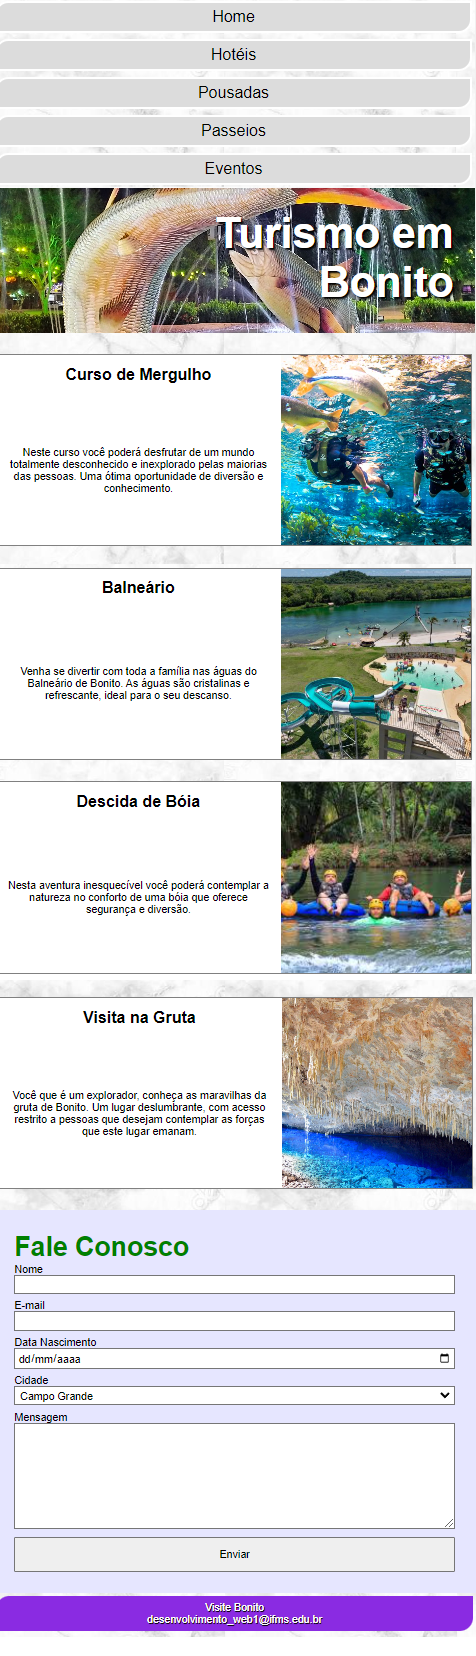 Home
Hotéis
Pousadas
Passeios
Eventos
Turismo em
Bonito
Curso de Mergulho
Neste curso você poderá desfrutar de um mundo
totalmente desconhecido e inexplorado pelas maiorias
das pessoas. Uma ótima oportunidade de diversão e
conhecimento.
Balneário
Venha se divertir com toda a família nas águas do
Balneário de Bonito. As águas são cristalinas e
refrescante, ideal para o seu descanso.
Descida de Bóia
Nesta aventura inesquecível você poderá contemplar a
natureza no conforto de uma bóia que oferece
segurança e diversão.
Visita na Gruta
Você que é um explorador, conheça as maravilhas da
gruta de Bonito. Um lugar deslumbrante, com acesso
restrito a pessoas que desejam contemplar as forças
que este lugar emanam.
Fale Conosco
Nome
E-mail
Data Nascimento
dd/mm/aaaa
Cidade
Campo Grande
Mensagem
Enviar
Visite Bonito
desenvolvimento_web1@ifms.edu.br